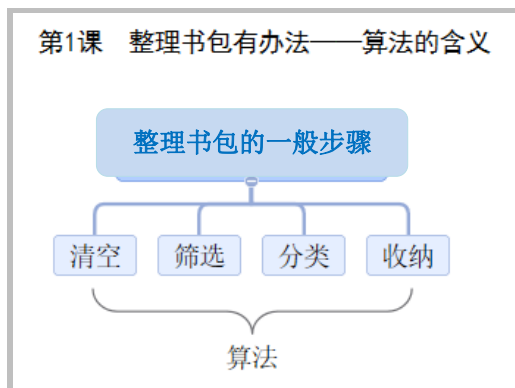 第1课 整理书包有办法——算法的含义
整理书包的一般步骤
清空 筛选 分类 收纳
算法